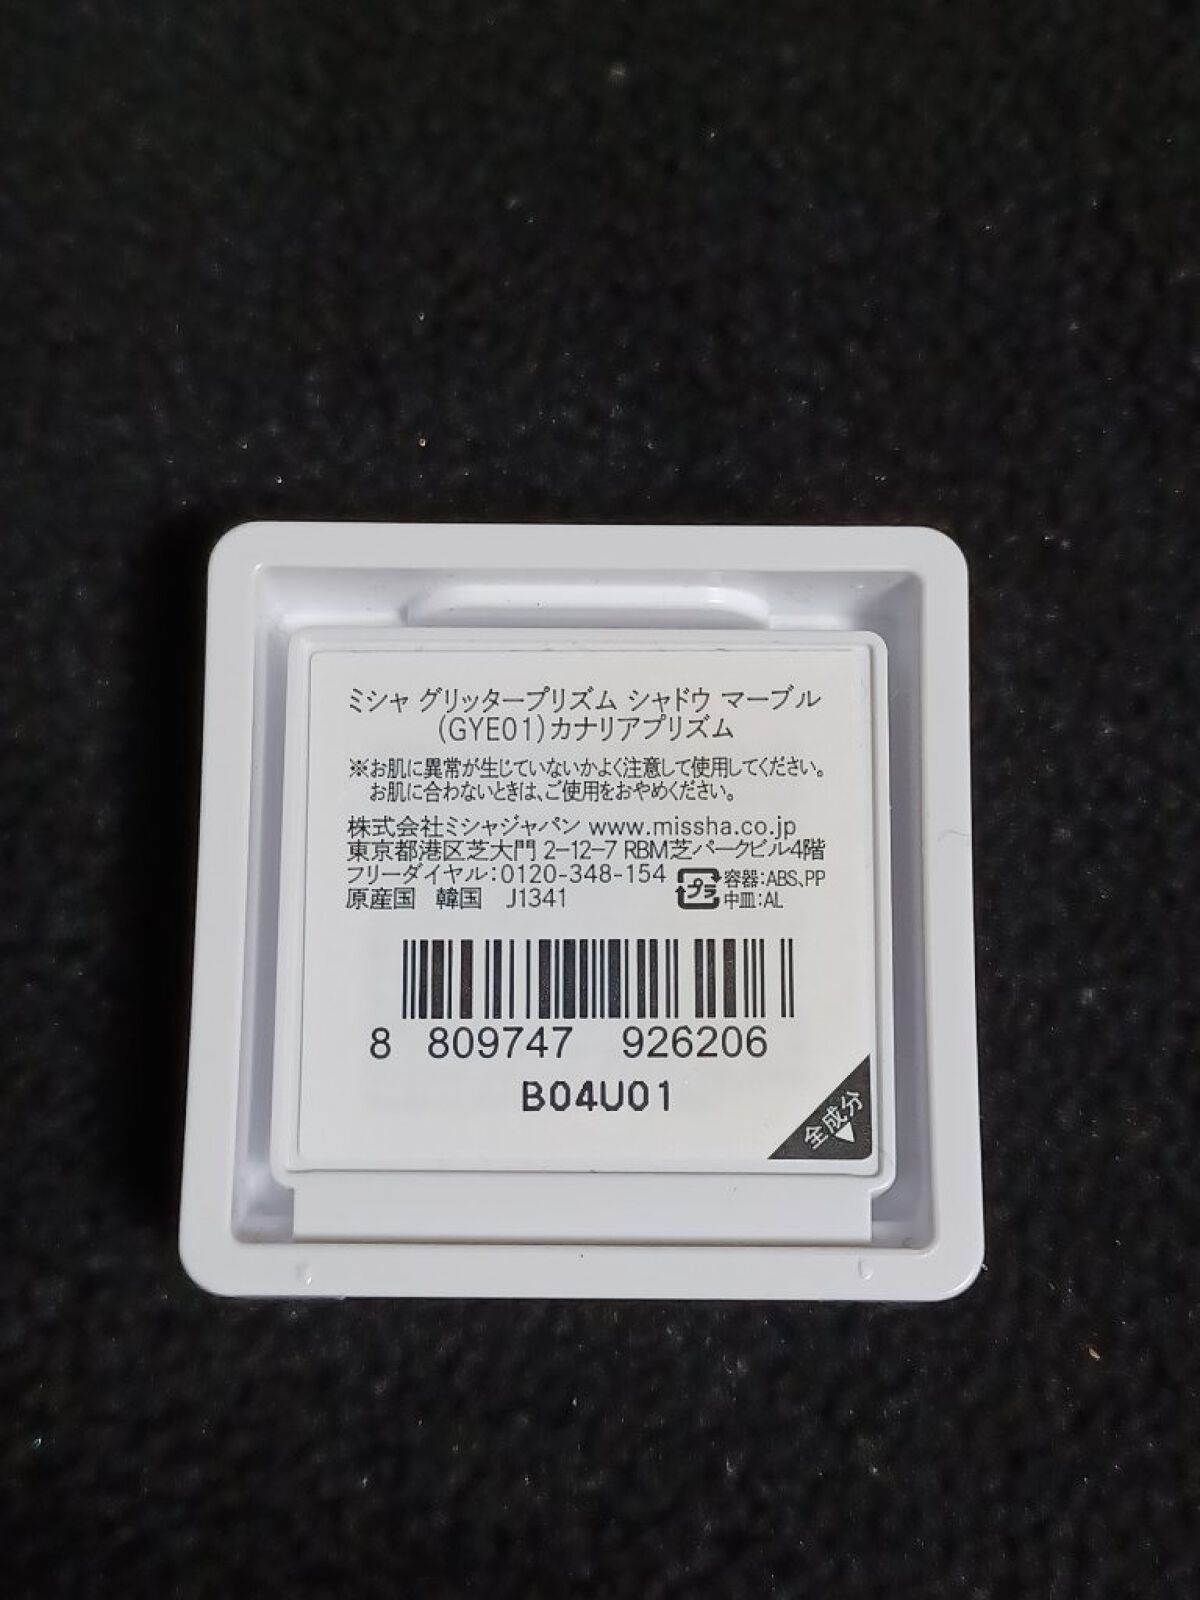 ミシャ グリッタープリズム シャドウ マーブル
(GYE01)カナリアプリズム
※お肌に異常が生じていないかよく注意して使用してください。
お肌に合わないときは、ご使用をおやめください。
株式会社ミシャジャパン www.missha.co.jp
東京都港区芝大門 2-12-7 RBM芝パークビル4階
フリーダイヤル:0120-348-154
プラ 容器:ABS、PP
中皿:AL
原産国 韓国 J1341
8 809747 926206
B04U01
全成分